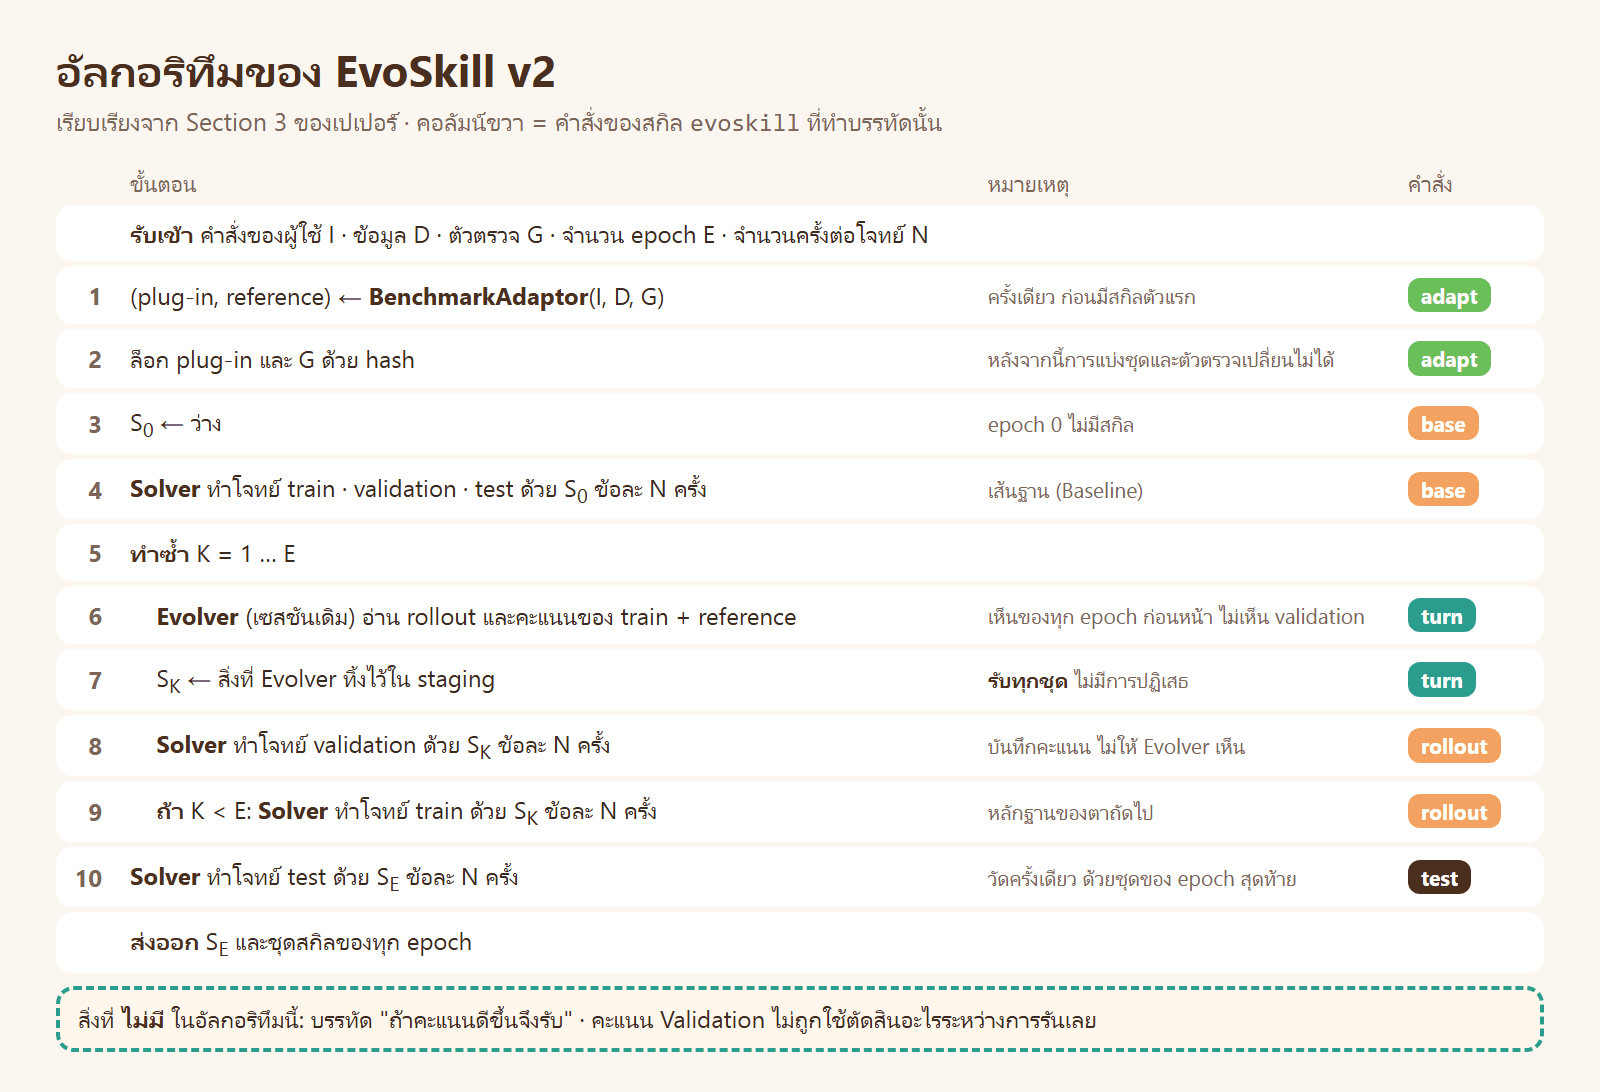 อัลกอริทึมของ EvoSkill v2
เรียบเรียงจาก Section 3 ของเปเปอร์ · คอลัมน์ขวา = คำสั่งของสกิล evoskill ที่ทำบรรทัดนั้น
ขั้นตอน หมายเหตุ คำสั่ง
รับเข้า คำสั่งของผู้ใช้ I · ข้อมูล D · ตัวตรวจ G · จำนวน epoch E · จำนวนครั้งต่อโจทย์ N
1 (plug-in, reference) ← BenchmarkAdaptor(I, D, G) ครั้งเดียว ก่อนมีสกิลตัวแรก adapt
2 ล็อก plug-in และ G ด้วย hash หลังจากนี้การแบ่งชุดและตัวตรวจเปลี่ยนไม่ได้ adapt
3 S0 ← ว่าง epoch 0 ไม่มีสกิล base
4 Solver ทำโจทย์ train · validation · test ด้วย S0 ข้อละ N ครั้ง เส้นฐาน (Baseline) base
5 ทำซ้ำ K = 1 … E
6 Evolver (เซสชันเดิม) อ่าน rollout และคะแนนของ train + reference เห็นของทุก epoch ก่อนหน้า ไม่เห็น validation turn
7 SK ← สิ่งที่ Evolver ทิ้งไว้ใน staging รับทุกชุด ไม่มีการปฏิเสธ turn
8 Solver ทำโจทย์ validation ด้วย SK ข้อละ N ครั้ง บันทึกคะแนน ไม่ให้ Evolver เห็น rollout
9 ถ้า K < E: Solver ทำโจทย์ train ด้วย SK ข้อละ N ครั้ง หลักฐานของตาถัดไป rollout
10 Solver ทำโจทย์ test ด้วย SE ข้อละ N ครั้ง วัดครั้งเดียว ด้วยชุดของ epoch สุดท้าย test
ส่งออก SE และชุดสกิลของทุก epoch
สิ่งที่ ไม่มี ในอัลกอริทึมนี้: บรรทัด "ถ้าคะแนนดีขึ้นจึงรับ" · คะแนน Validation ไม่ถูกใช้ตัดสินอะไรระหว่างการรันเลย